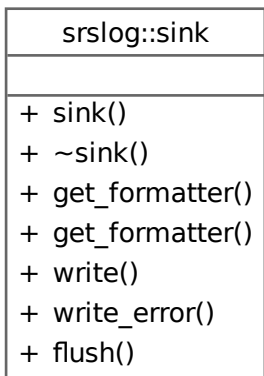 srslog::sink
+ sink()
+ ~sink()
+ get_formatter()
+ get_formatter()
+ write()
+ write_error()
+ flush()